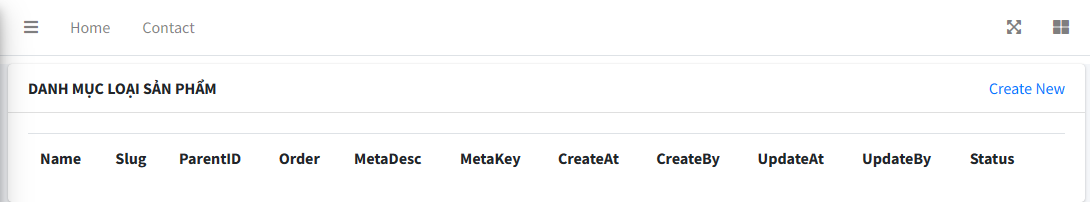 Home Contact
DANH MỤC LOẠI SẢN PHẨM Create New
Name Slug ParentID Order MetaDesc MetaKey CreateAt CreateBy UpdateAt UpdateBy Status